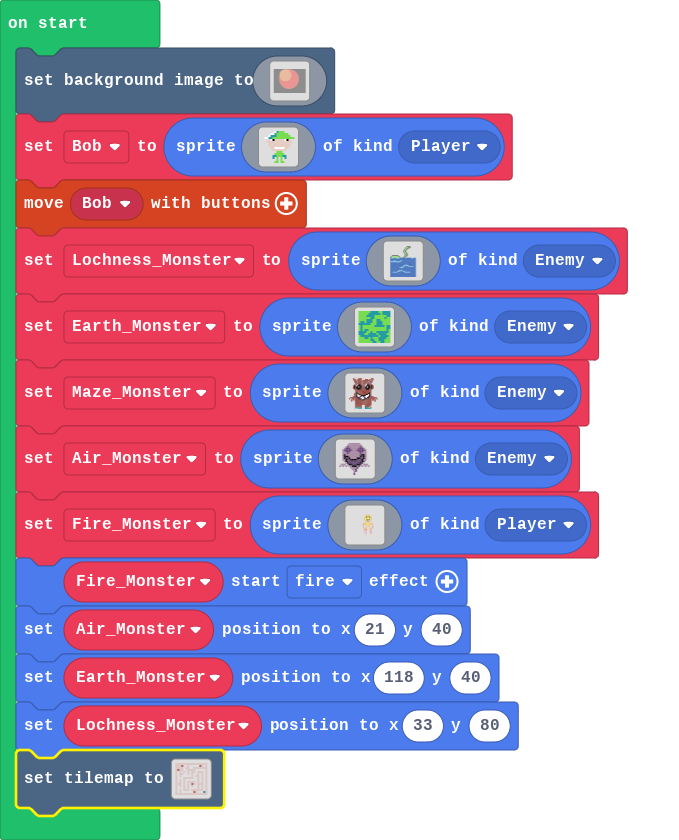 on start
set background image to
set Bob to sprite of kind Player
move Bob with buttons
set Lochness_Monster to sprite of kind Enemy
set Earth_Monster to sprite of kind Enemy
set Maze_Monster to sprite of kind Enemy
set Air_Monster to sprite of kind Enemy
set Fire_Monster to sprite of kind Player
Fire_Monster start fire effect
set Air_Monster position to x 21 y 40
set Earth_Monster position to x 118 y 40
set Lochness_Monster position to x 33 y 80
set tilemap to